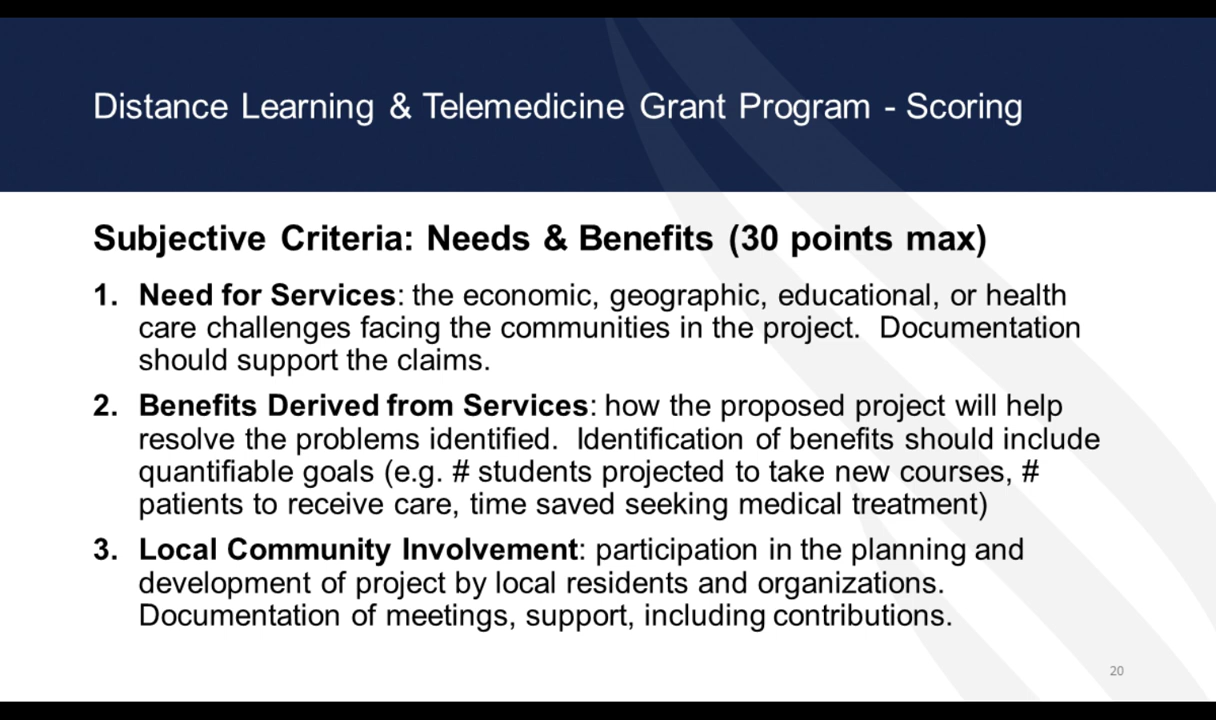 Distance Learning & Telemedicine Grant Program - Scoring
Subjective Criteria: Needs & Benefits (30 points max)
1. Need for Services: the economic, geographic, educational, or health
care challenges facing the communities in the project.  Documentation
should support the claims.
2. Benefits Derived from Services: how the proposed project will help
resolve the problems identified.  Identification of benefits should include
quantifiable goals (e.g. # students projected to take new courses, #
patients to receive care, time saved seeking medical treatment)
3. Local Community Involvement: participation in the planning and
development of project by local residents and organizations.
Documentation of meetings, support, including contributions.
20